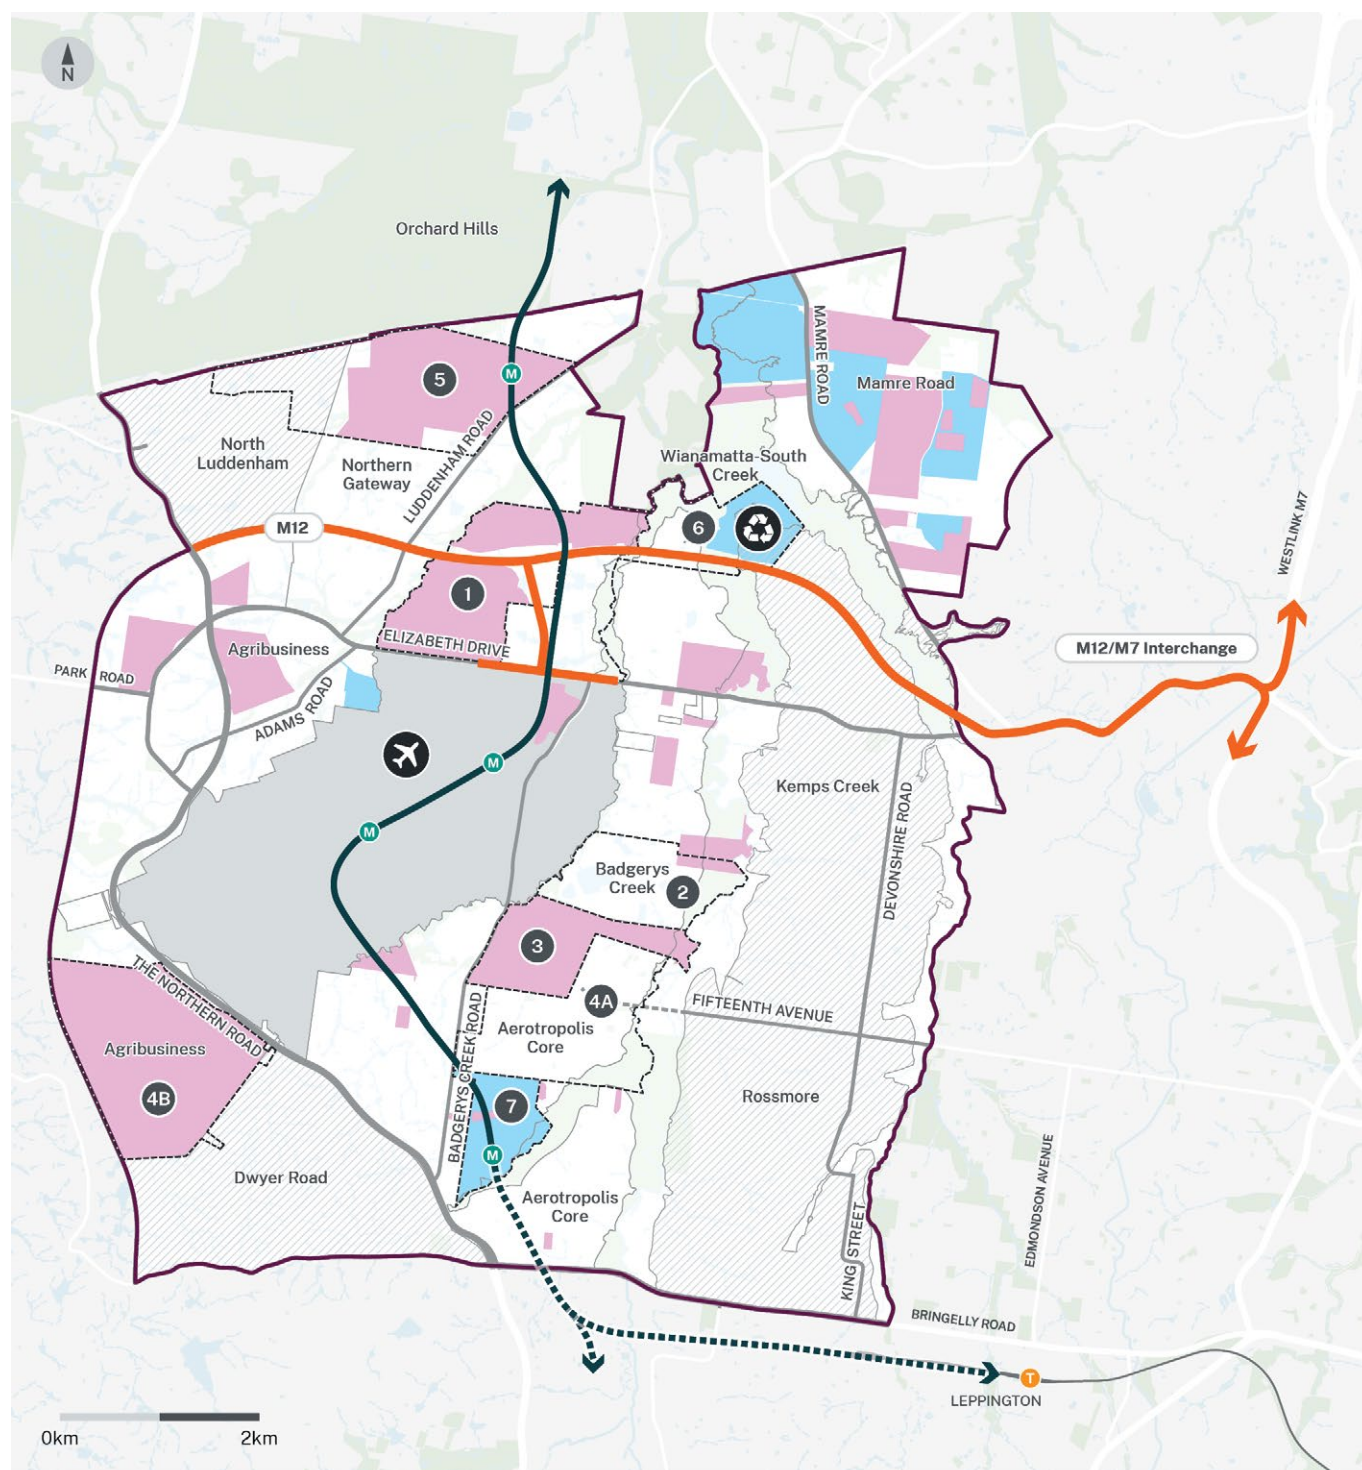 N
Orchard Hills
5
M
MAMRE ROAD
Mamre Road
North
Luddenham
Northern
Gateway
LUDDENHAM ROAD
Wianamatta-South
Creek
M12
6
WESTLINK M7
1
ELIZABETH DRIVE
Agribusiness
M12/M7 Interchange
PARK ROAD
ADAMS ROAD
M
Kemps Creek
DEVONSHIRE ROAD
M
Badgerys
Creek
2
3
THE NORTHERN ROAD
4A
FIFTEENTH AVENUE
Aerotropolis
Core
BADGERYS CREEK ROAD
Agribusiness
4B
7
Rossmore
M
Dwyer Road
Aerotropolis
Core
EDMONDSON AVENUE
KING STREET
BRINGELLY ROAD
T
LEPPINGTON
0km
2km